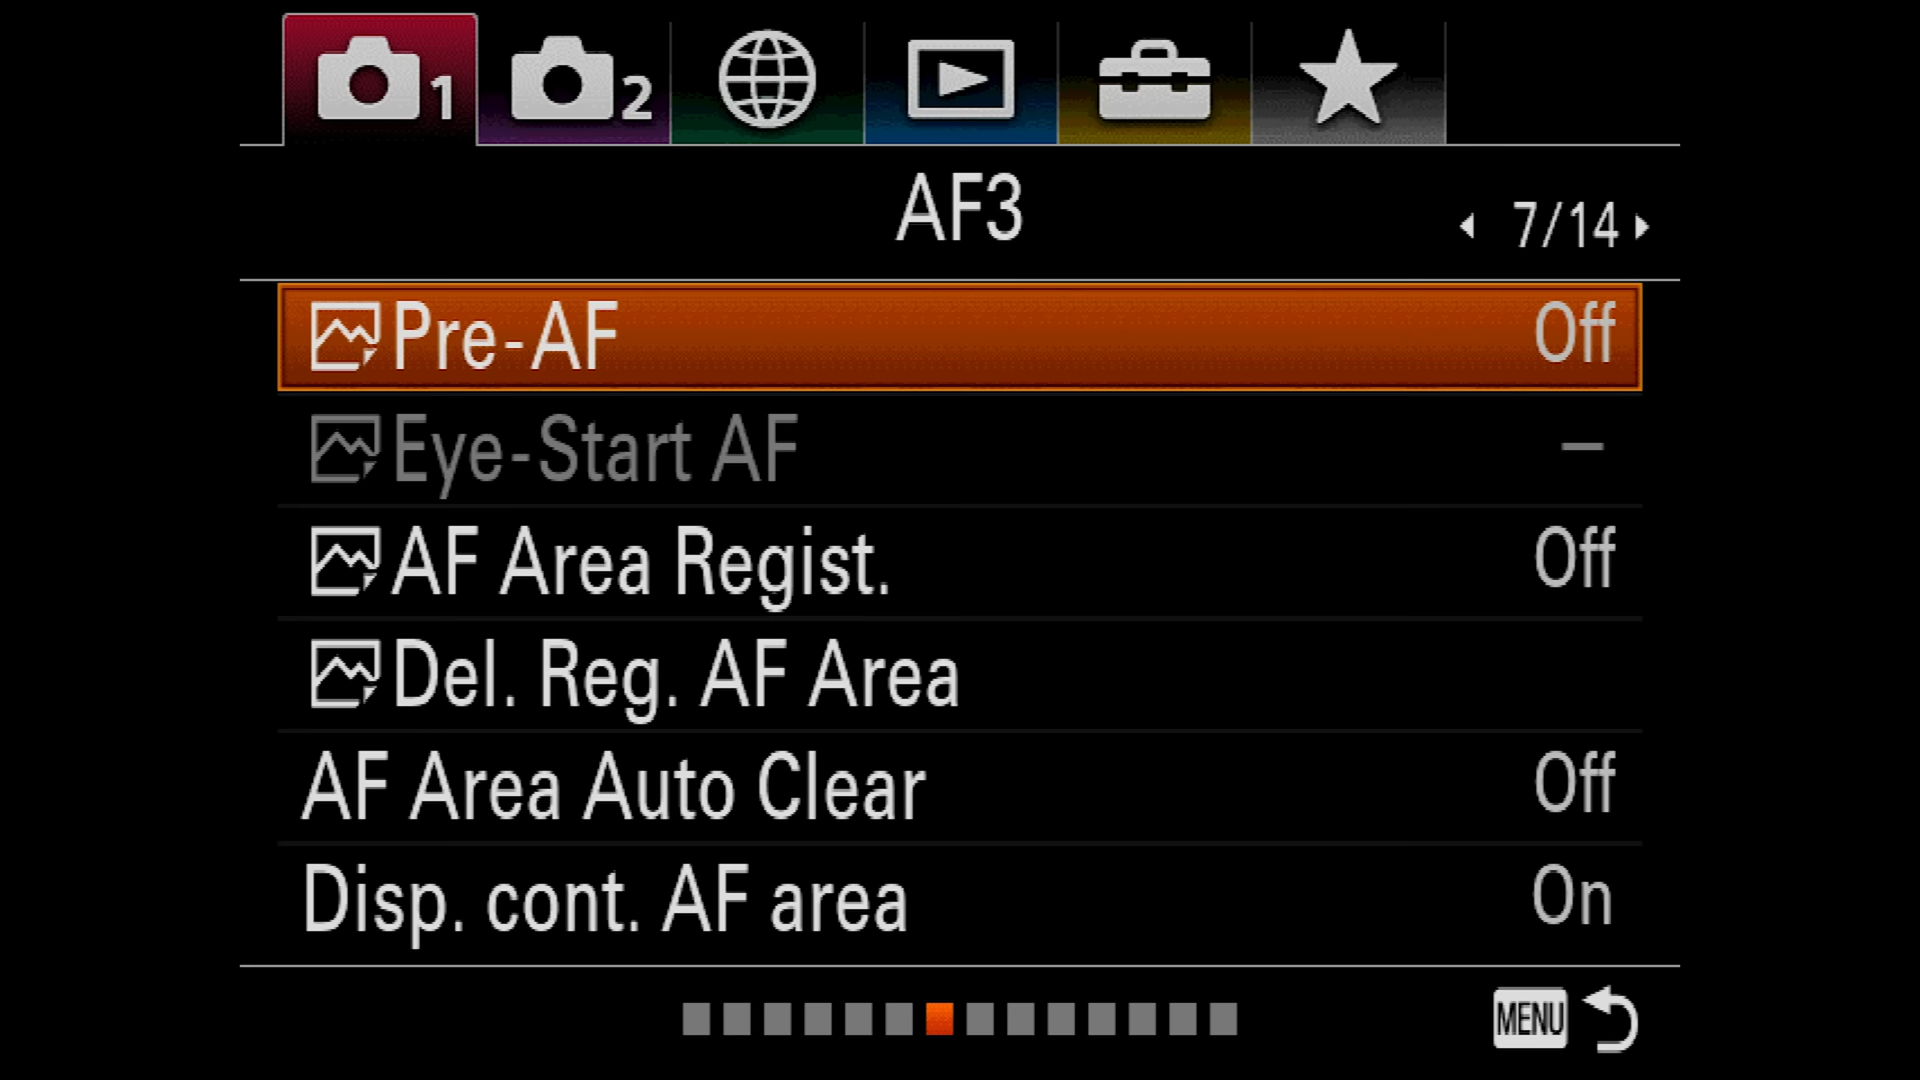 1 2
AF3
7/14
Pre-AF Off
Eye-Start AF –
AF Area Regist. Off
Del. Reg. AF Area
AF Area Auto Clear Off
Disp. cont. AF area On
MENU